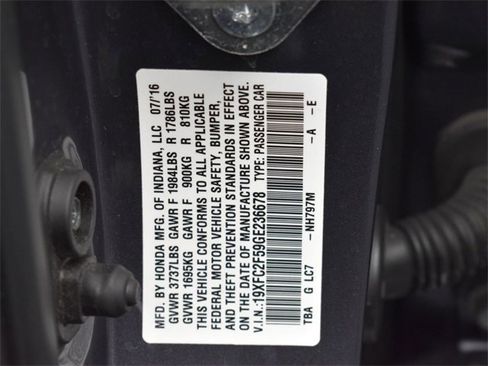 MFD. BY HONDA MFG. OF INDIANA, LLC 07/16
GVWR 3737LBS GAWR F 1984LBS R 1786LBS
GVWR 1695KG GAWR F 900KG R 810KG
THIS VEHICLE CONFORMS TO ALL APPLICABLE
FEDERAL MOTOR VEHICLE SAFETY, BUMPER,
AND THEFT PREVENTION STANDARDS IN EFFECT
ON THE DATE OF MANUFACTURE SHOWN ABOVE.
V.I.N.:19XFC2F59GE236678 TYPE:PASSENGER CAR
TBA G LC7 -NH797M -A -E